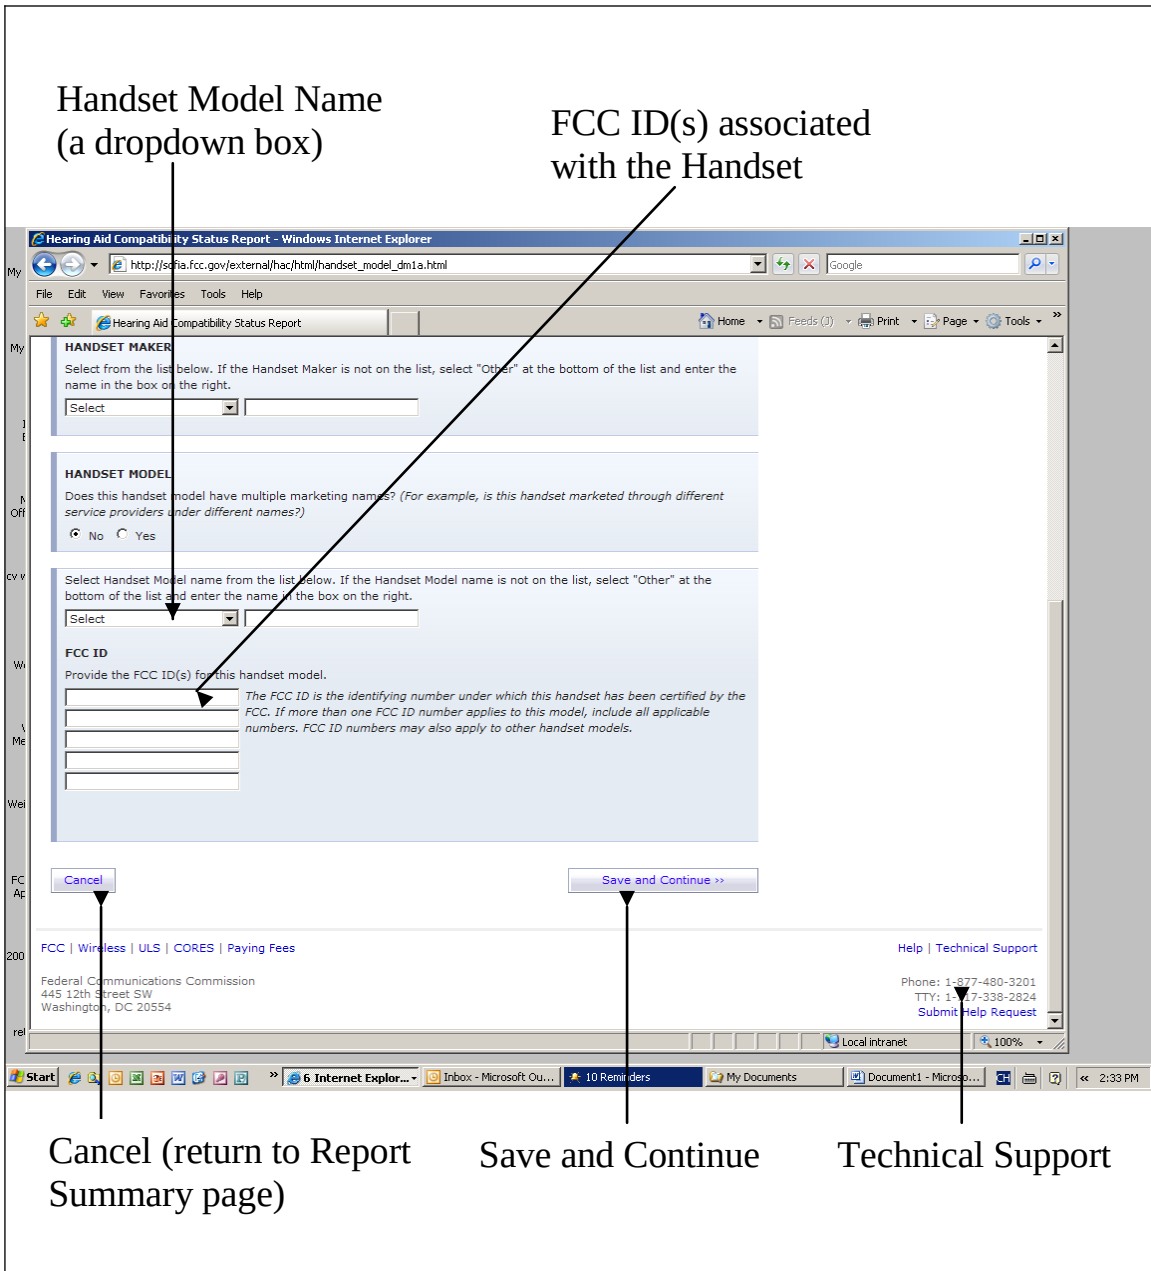 Handset Model Name
(a dropdown box)
FCC ID(s) associated
with the Handset
Hearing Aid Compatibility Status Report - Windows Internet Explorer
My
http://sofia.fcc.gov/external/hac/html/handset_model_dm1a.html
Google
File Edit View Favorites Tools Help
Hearing Aid Compatibility Status Report
Home Feeds (J) Print Page Tools »
My
HANDSET MAKER
Select from the list below. If the Handset Maker is not on the list, select "Other" at the bottom of the list and enter the
name in the box on the right.
Select
HANDSET MODEL
Does this handset model have multiple marketing names? (For example, is this handset marketed through different
Off
service providers under different names?)
No Yes
cv
Select Handset Model name from the list below. If the Handset Model name is not on the list, select "Other" at the
bottom of the list and enter the name in the box on the right.
Select
FCC ID
Provide the FCC ID(s) for this handset model.
The FCC ID is the identifying number under which this handset has been certified by the
FCC. If more than one FCC ID number applies to this model, include all applicable
numbers. FCC ID numbers may also apply to other handset models.
Me
Wei
FC
Cancel
Save and Continue ››
Ap
FCC | Wireless | ULS | CORES | Paying Fees
Help | Technical Support
200
Federal Communications Commission
445 12th Street SW
Washington, DC 20554
Phone: 1-877-480-3201
TTY: 1-717-338-2824
Submit Help Request
rel
Local intranet
100%
Start
»
6 Internet Explor...
Inbox - Microsoft Ou...
10 Reminders
My Documents
Document1 - Microso...
CH
«
2:33 PM
Cancel (return to Report
Summary page)
Save and Continue
Technical Support